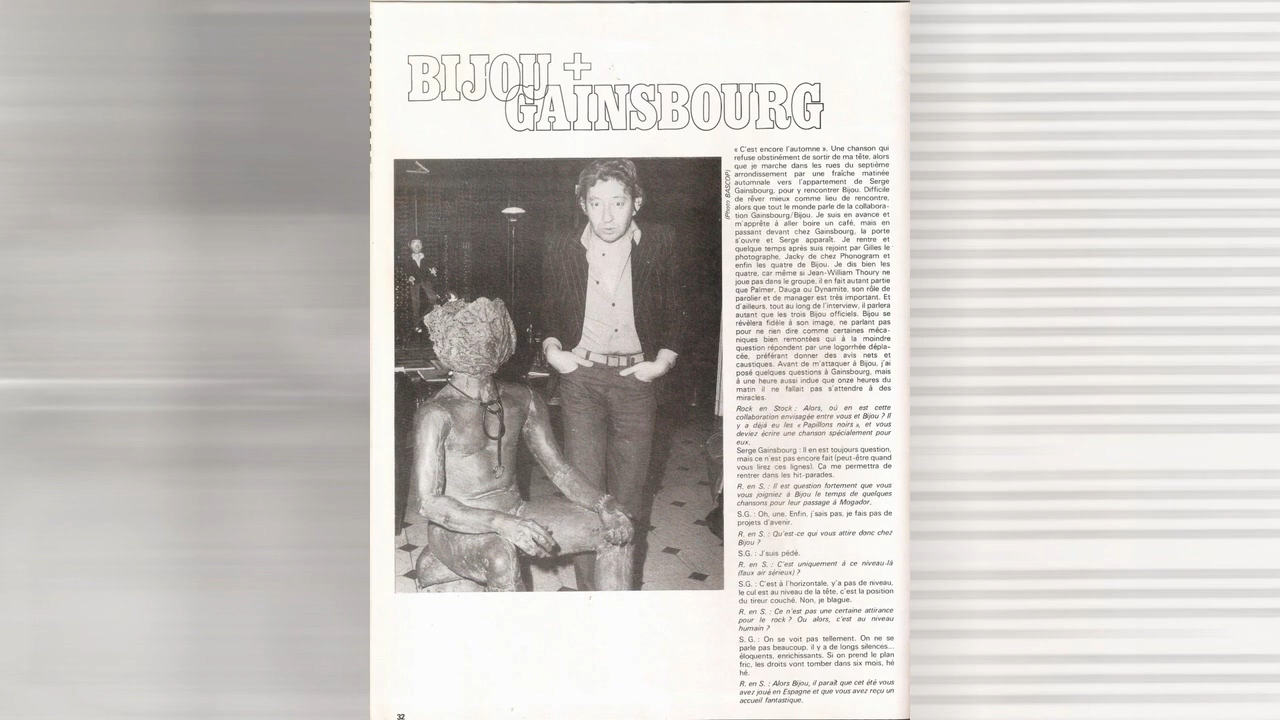 BIJOU +
GAINSBOURG
« C'est encore l'automne ». Une chanson qui
refuse obstinément de sortir de ma tête, alors
que je marche dans les rues du septième
arrondissement par une fraîche matinée
automnale vers l'appartement de Serge
Gainsbourg, pour y rencontrer Bijou. Difficile
de rêver mieux comme lieu de rencontre,
alors que tout le monde parle de la collabora-
tion Gainsbourg/Bijou. Je suis en avance et
m'apprête à aller boire un café, mais en
passant devant chez Gainsbourg, la porte
s'ouvre et Serge apparaît. Je rentre et
quelque temps après suis rejoint par Gilles le
photographe, Jacky de chez Phonogram et
enfin les quatre de Bijou. Je dis bien les
quatre, car même si Jean-William Thoury ne
joue pas dans le groupe, il en fait autant partie
que Palmer, Dauga ou Dynamite, son rôle de
parolier et de manager est très important. Et
d'ailleurs, tout au long de l'interview, il parlera
autant que les trois Bijou officiels. Bijou se
révèlera fidèle à son image, ne parlant pas
pour ne rien dire comme certaines méca-
niques bien remontées qui à la moindre
question répondent par une logorrhée dépla-
cée, préférant donner des avis nets et
caustiques. Avant de m'attaquer à Bijou, j'ai
posé quelques questions à Gainsbourg, mais
à une heure aussi indue que onze heures du
matin il ne fallait pas s'attendre à des
miracles.
Rock en Stock : Alors, où en est cette
collaboration envisagée entre vous et Bijou ? Il
y a déjà eu les « Papillons noirs », et vous
deviez écrire une chanson spécialement pour
eux.
Serge Gainsbourg : Il en est toujours question,
mais ce n'est pas encore fait (peut-être quand
vous lirez ces lignes). Ça me permettra de
rentrer dans les hit-parades.
R. en S. : Il est question fortement que vous
vous joigniez à Bijou le temps de quelques
chansons pour leur passage à Mogador.
S.G. : Oh, une. Enfin, j'sais pas, je fais pas de
projets d'avenir.
R. en S. : Qu'est-ce qui vous attire donc chez
Bijou ?
S.G. : J'suis pédé.
R. en S. : C'est uniquement à ce niveau-là
(faux air sérieux) ?
S.G. : C'est à l'horizontale, y'a pas de niveau,
le cul est au niveau de la tête, c'est la position
du tireur couché. Non, je blague.
R. en S. : Ce n'est pas une certaine attirance
pour le rock ? Ou alors, c'est au niveau
humain ?
S. G. : On se voit pas tellement. On ne se
parle pas beaucoup, il y a de longs silences...
éloquents, enrichissants. Si on prend le plan
fric, les droits vont tomber dans six mois, hé
hé.
R. en S. : Alors Bijou, il paraît que cet été vous
avez joué en Espagne et que vous avez reçu un
accueil fantastique.
(Photo BASCOP)
32